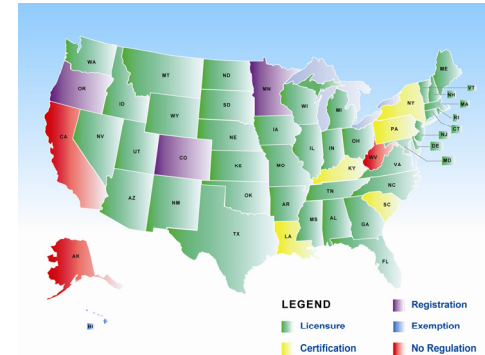 WA
MT
ND
MN
ME
OR
ID
SD
WI
MI
NY
VT
NH
MA
WY
RI
CT
NV
NE
IA
PA
NJ
CA
UT
CO
KS
MO
IL
IN
OH
WV
DE
MD
VA
KY
AZ
NM
OK
AR
TN
NC
SC
TX
LA
MS
AL
GA
FL
AK
HI
LEGEND
Registration
Licensure
Exemption
Certification
No Regulation